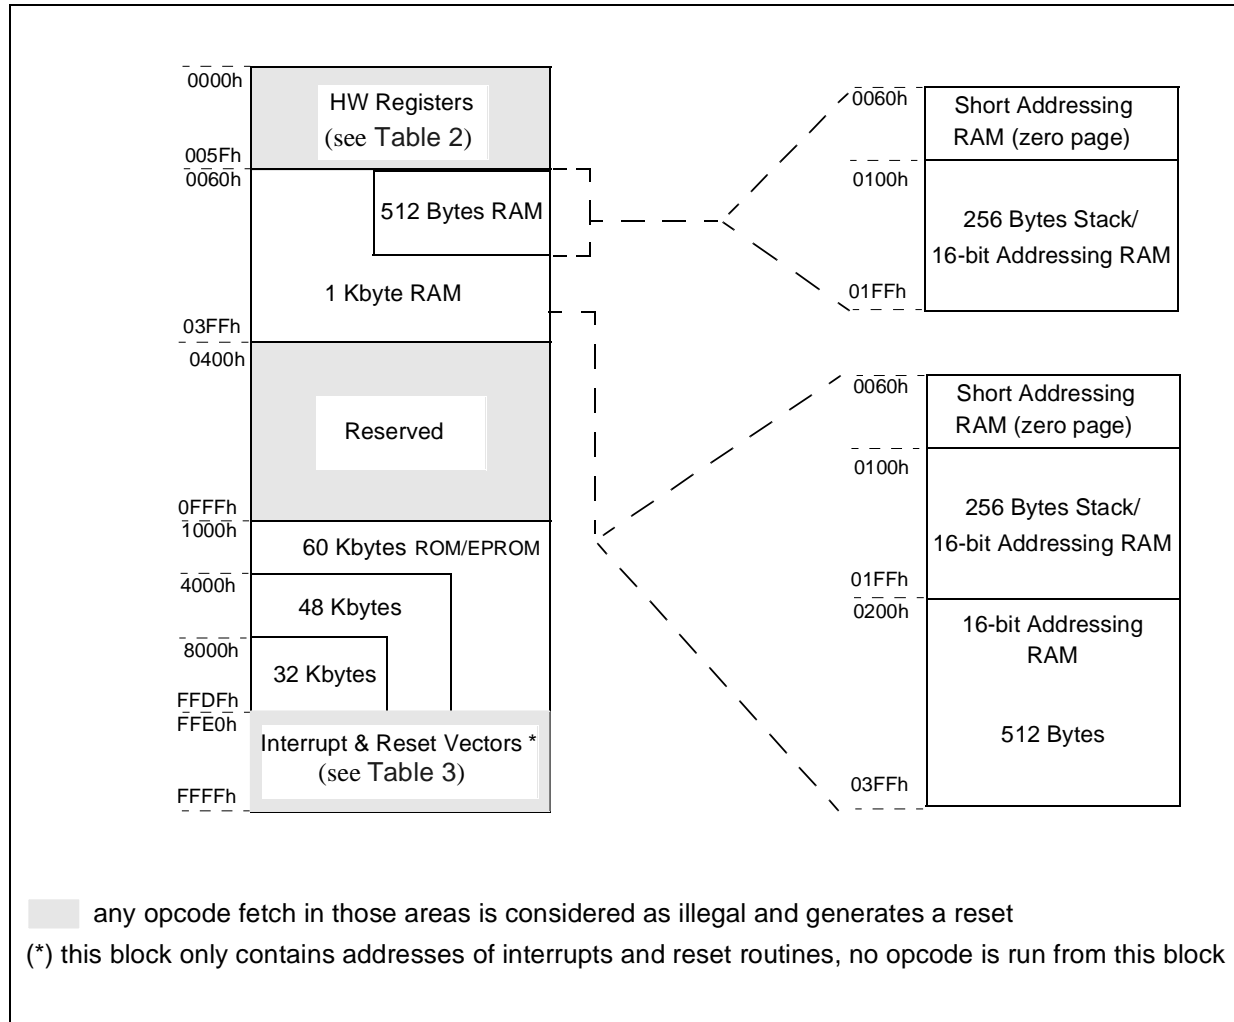 0000h
HW Registers
(see Table 2)
005Fh
0060h
512 Bytes RAM
1 Kbyte RAM
03FFh
0400h
Reserved
0FFFh
1000h
60 Kbytes ROM/EPROM
4000h
48 Kbytes
8000h
32 Kbytes
FFDFh
FFE0h
Interrupt & Reset Vectors *
(see Table 3)
FFFFh
0060h
Short Addressing
RAM (zero page)
0100h
256 Bytes Stack/
16-bit Addressing RAM
01FFh
0060h
Short Addressing
RAM (zero page)
0100h
256 Bytes Stack/
16-bit Addressing RAM
01FFh
0200h
16-bit Addressing
RAM
512 Bytes
03FFh
any opcode fetch in those areas is considered as illegal and generates a reset
(*) this block only contains addresses of interrupts and reset routines, no opcode is run from this block